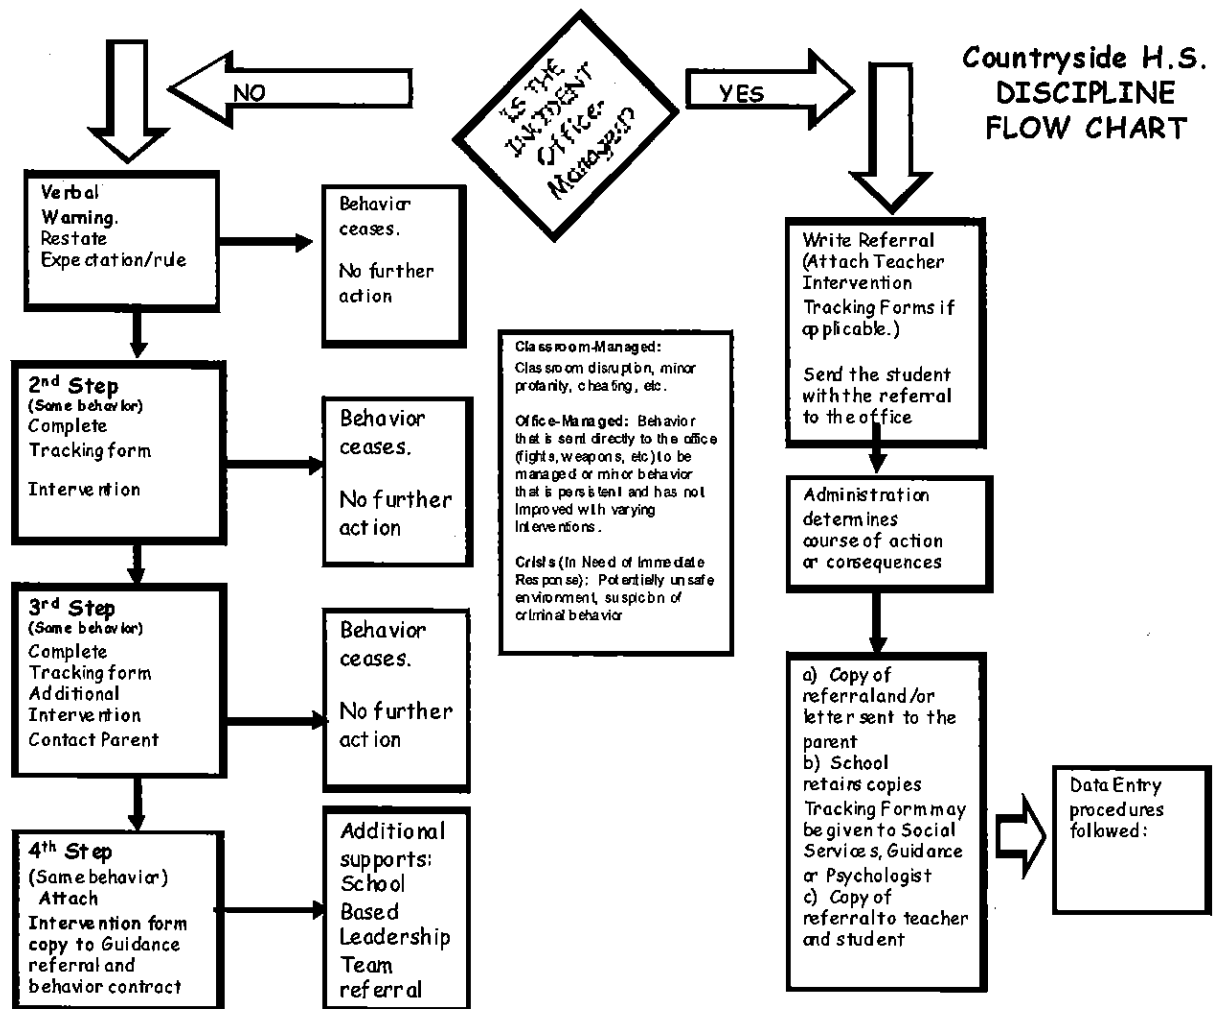 Countryside H.S.
DISCIPLINE
FLOW CHART
IS THE
INCIDENT
Office-
Managed?
NO
YES
Verbal
Warning.
Restate
Expectation/rule
Behavior
ceases.
No further
action
2nd Step
(Same behavior)
Complete
Tracking form
Intervention
Behavior
ceases.
No further
action
3rd Step
(Same behavior)
Complete
Tracking form
Additional
Intervention
Contact Parent
Behavior
ceases.
No further
action
4th Step
(Same behavior)
Attach
Intervention form
copy to Guidance
referral and
behavior contract
Additional
supports:
School
Based
Leadership
Team
referral
Classroom-Managed:
Classroom disruption, minor
profanity, cheating, etc.
Office-Managed: Behavior
that is sent directly to the office
(fights, weapons, etc) to be
managed or minor behavior
that is persistent and has not
Improved with varying
Interventions.
Crisis (In Need of Immediate
Response): Potentially unsafe
environment, suspicion of
criminal behavior
Write Referral
(Attach Teacher
Intervention
Tracking Forms if
applicable.)
Send the student
with the referral
to the office
Administration
determines
course of action
or consequences
a) Copy of
referral and/or
letter sent to the
parent
b) School
retains copies
Tracking Form may
be given to Social
Services, Guidance
or Psychologist
c) Copy of
referral to teacher
and student
Data Entry
procedures
followed: